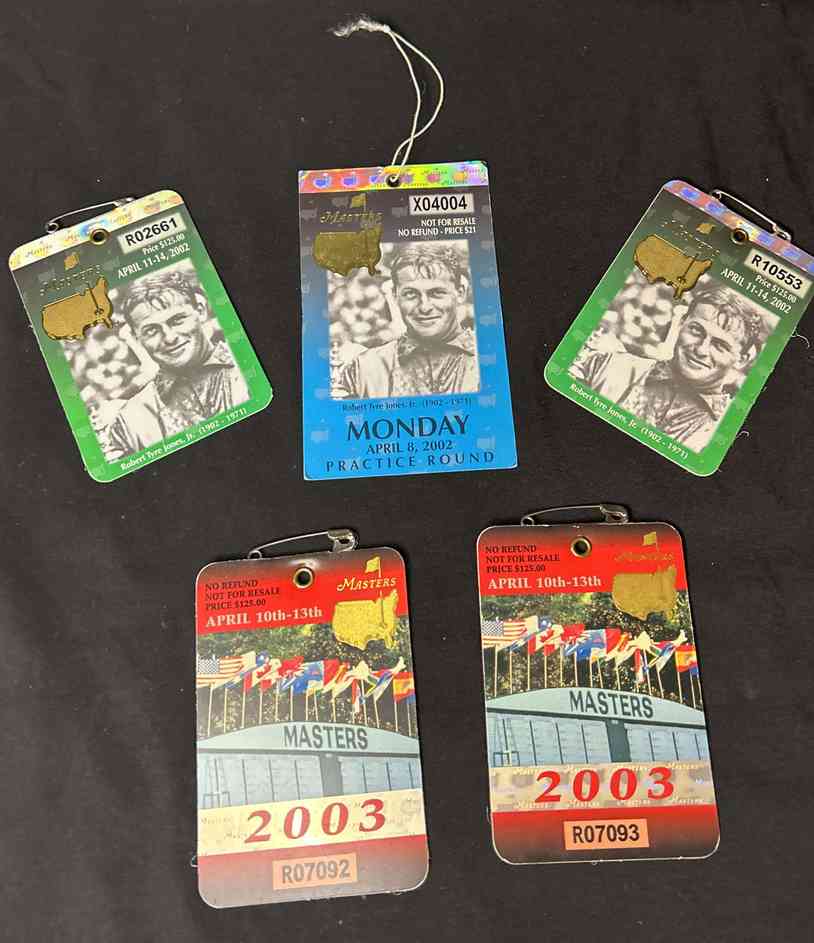 MASTERS
R02661
Price $125.00
APRIL 11-14, 2002
Robert Tyre Jones, Jr. (1902 - 1971)
MASTERS
X04004
NOT FOR RESALE
NO REFUND - PRICE $21
Robert Tyre Jones, Jr. (1902 - 1971)
MONDAY
APRIL 8, 2002
PRACTICE ROUND
MASTERS
R10553
Price $125.00
APRIL 11-14, 2002
Robert Tyre Jones, Jr. (1902 - 1971)
NO REFUND
NOT FOR RESALE
PRICE $125.00
APRIL 10th-13th
MASTERS
MASTERS
2003
R07092
NO REFUND
NOT FOR RESALE
PRICE $125.00
APRIL 10th-13th
MASTERS
MASTERS
2003
R07093